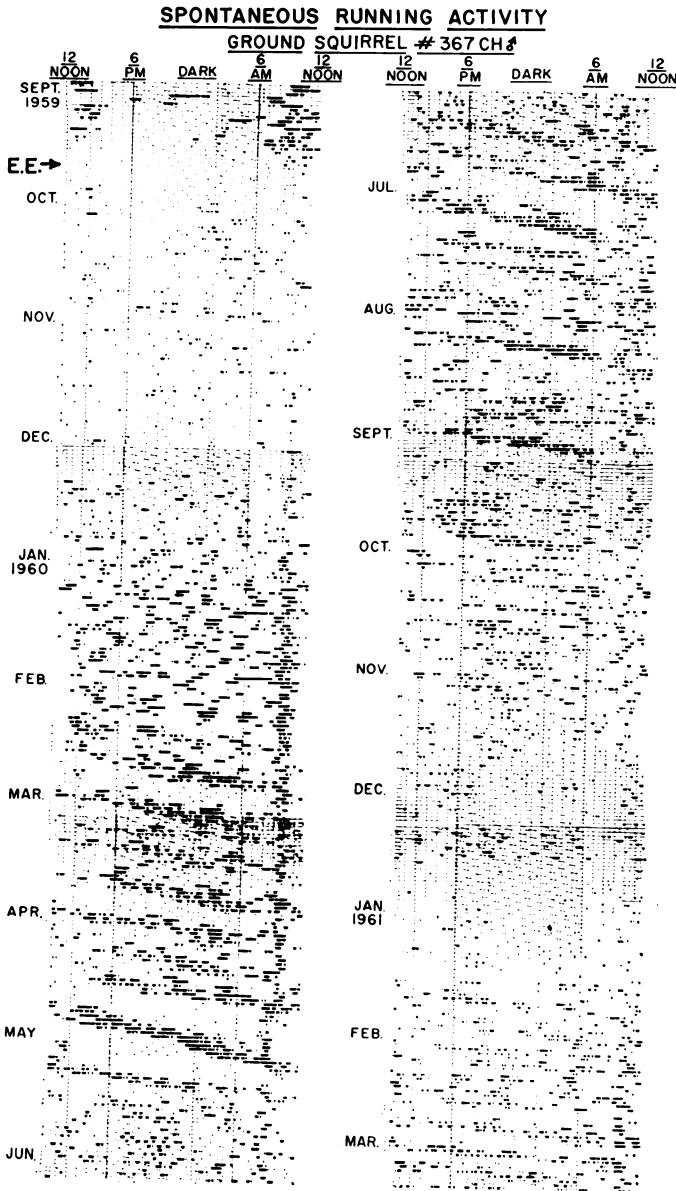 SPONTANEOUS RUNNING ACTIVITY
GROUND SQUIRREL # 367 CH ♂
12 NOON 6 PM DARK 6 AM 12 NOON
SEPT. 1959
E.E.→
OCT.
NOV.
DEC.
JAN. 1960
FEB.
MAR.
APR.
MAY
JUN.
12 NOON 6 PM DARK 6 AM 12 NOON
JUL.
AUG.
SEPT.
OCT.
NOV.
DEC.
JAN. 1961
FEB.
MAR.